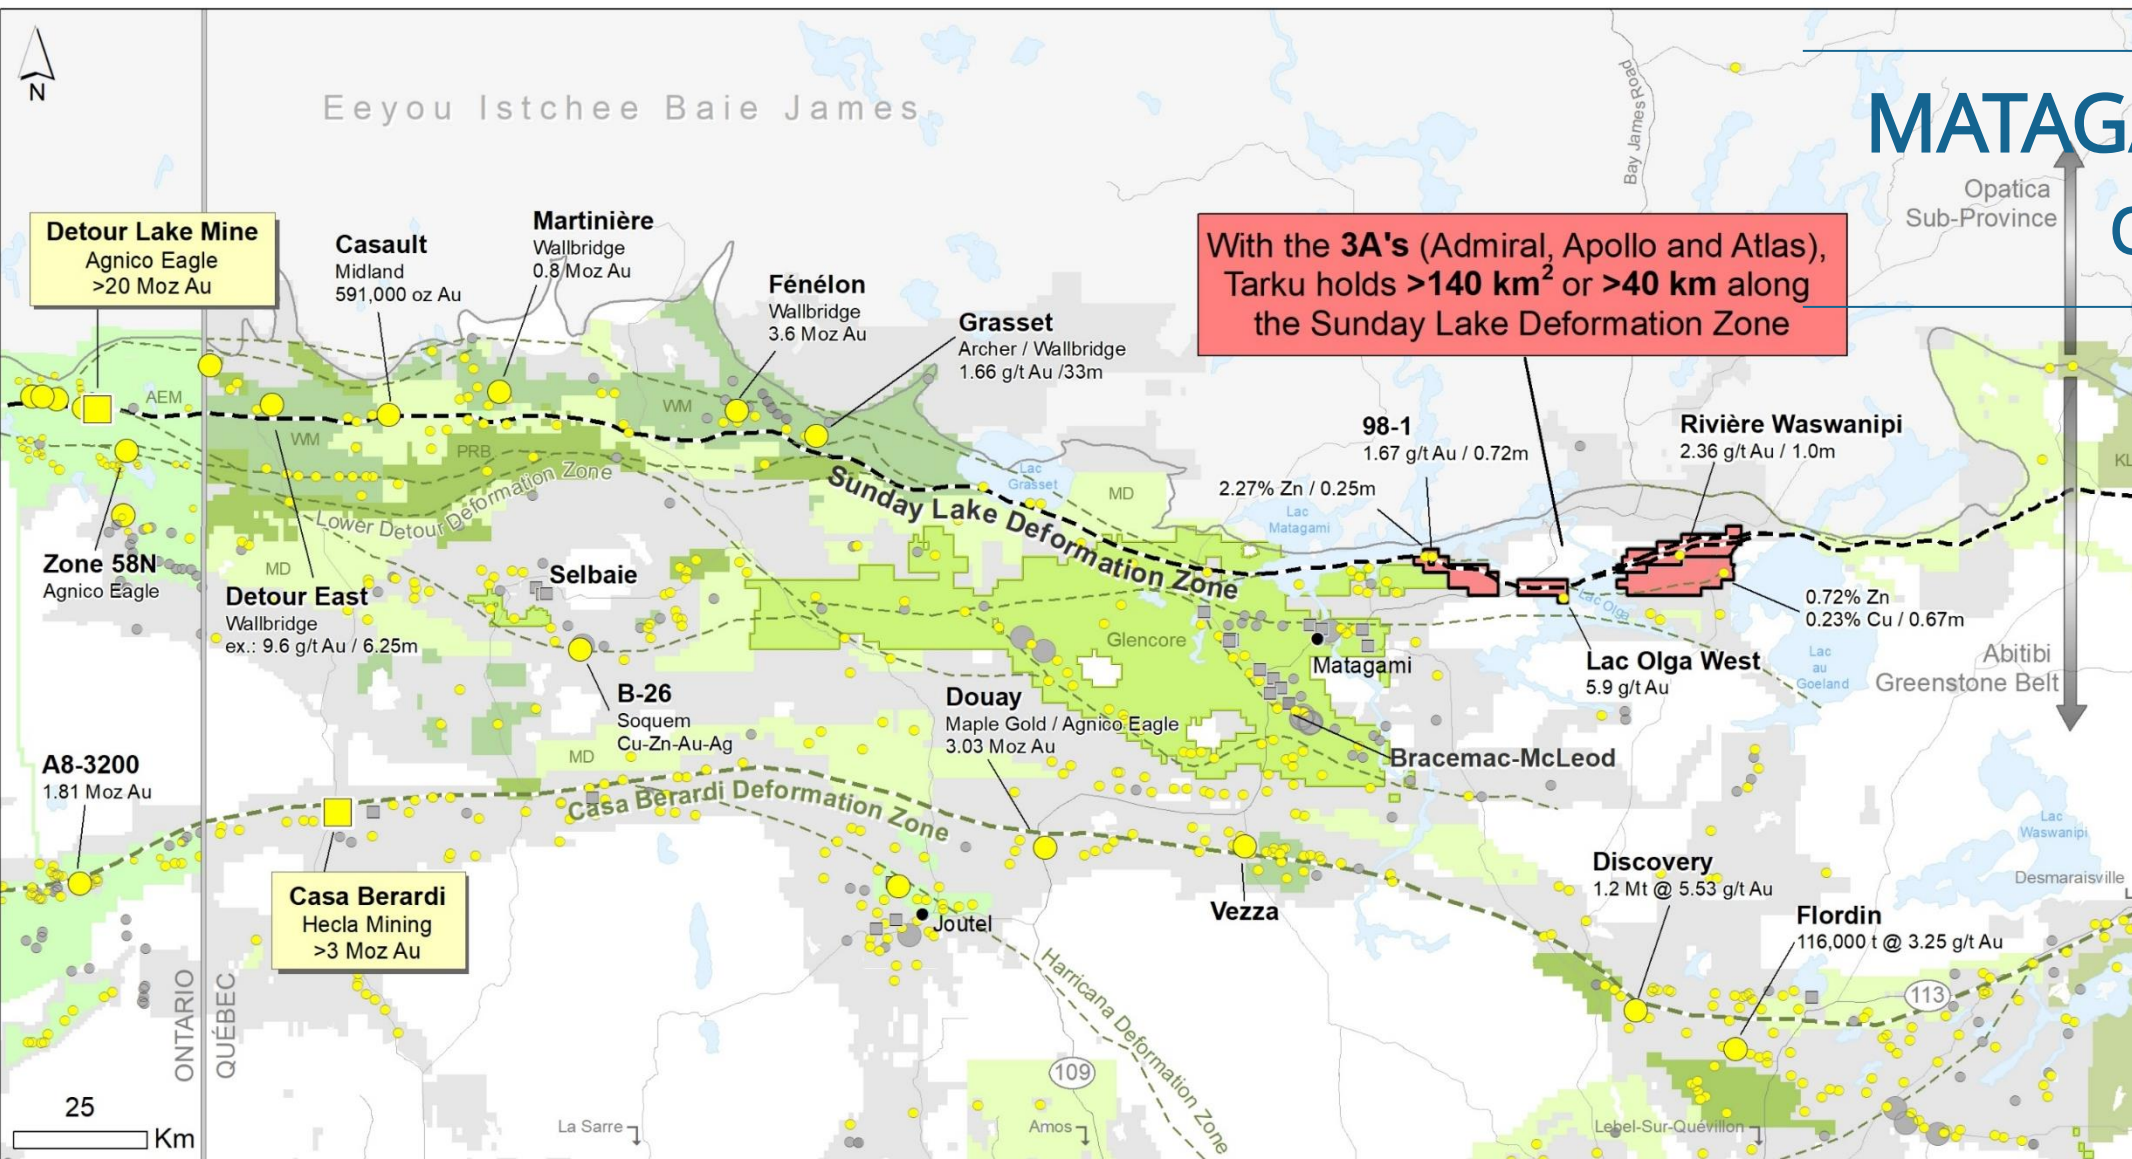 N
Eeyou Istchee Baie James
Bay James Road
Opatica
Sub-Province
Detour Lake Mine
Agnico Eagle
>20 Moz Au
Casault
Midland
591,000 oz Au
Martinière
Wallbridge
0.8 Moz Au
Fénélon
Wallbridge
3.6 Moz Au
Grasset
Archer / Wallbridge
1.66 g/t Au /33m
With the 3A's (Admiral, Apollo and Atlas),
Tarku holds >140 km² or >40 km along
the Sunday Lake Deformation Zone
AEM
WM
WM
PRB
MD
Lower Detour Deformation Zone
Sunday Lake Deformation Zone
Lac
Grasset
MD
98-1
1.67 g/t Au / 0.72m
2.27% Zn / 0.25m
Lac
Matagami
Rivière Waswanipi
2.36 g/t Au / 1.0m
Zone 58N
Agnico Eagle
Detour East
Wallbridge
ex.: 9.6 g/t Au / 6.25m
Selbaie
B-26
Soquem
Cu-Zn-Au-Ag
MD
Glencore
Matagami
Lac Olga
0.72% Zn
0.23% Cu / 0.67m
Lac Olga West
5.9 g/t Au
Lac
au
Goeland
Abitibi
Greenstone Belt
Douay
Maple Gold / Agnico Eagle
3.03 Moz Au
Bracemac-McLeod
A8-3200
1.81 Moz Au
Casa Berardi Deformation Zone
Casa Berardi
Hecla Mining
>3 Moz Au
Joutel
Vezza
Harricana Deformation Zone
Discovery
1.2 Mt @ 5.53 g/t Au
Flordin
116,000 t @ 3.25 g/t Au
Lac
Waswanipi
Desmaraisville
113
109
ONTARIO
QUÉBEC
La Sarre
Amos
Lebel-Sur-Quévillon
25
Km